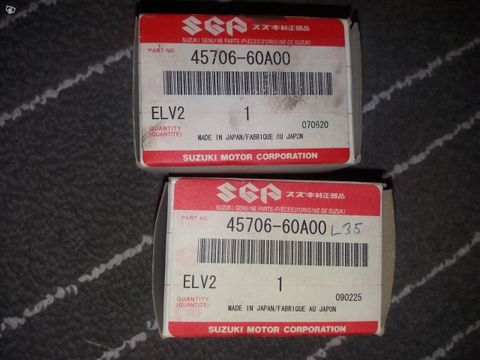 SGP スズキ純正部品
SUZUKI GENUINE PARTS (PIÈCES D'ORIGINE DE SUZUKI)
PART NO. 45706-60A00
ELV2 1
070620
QUANTITY
(QUANTITÉ)
MADE IN JAPAN/FABRIQUE AU JAPON
SUZUKI MOTOR CORPORATION
SGP スズキ純正部品
SUZUKI GENUINE PARTS (PIÈCES D'ORIGINE DE SUZUKI)
PART NO. 45706-60A00 L35
ELV2 1
090225
QUANTITY
(QUANTITÉ)
MADE IN JAPAN/FABRIQUE AU JAPON
SUZUKI MOTOR CORPORATION